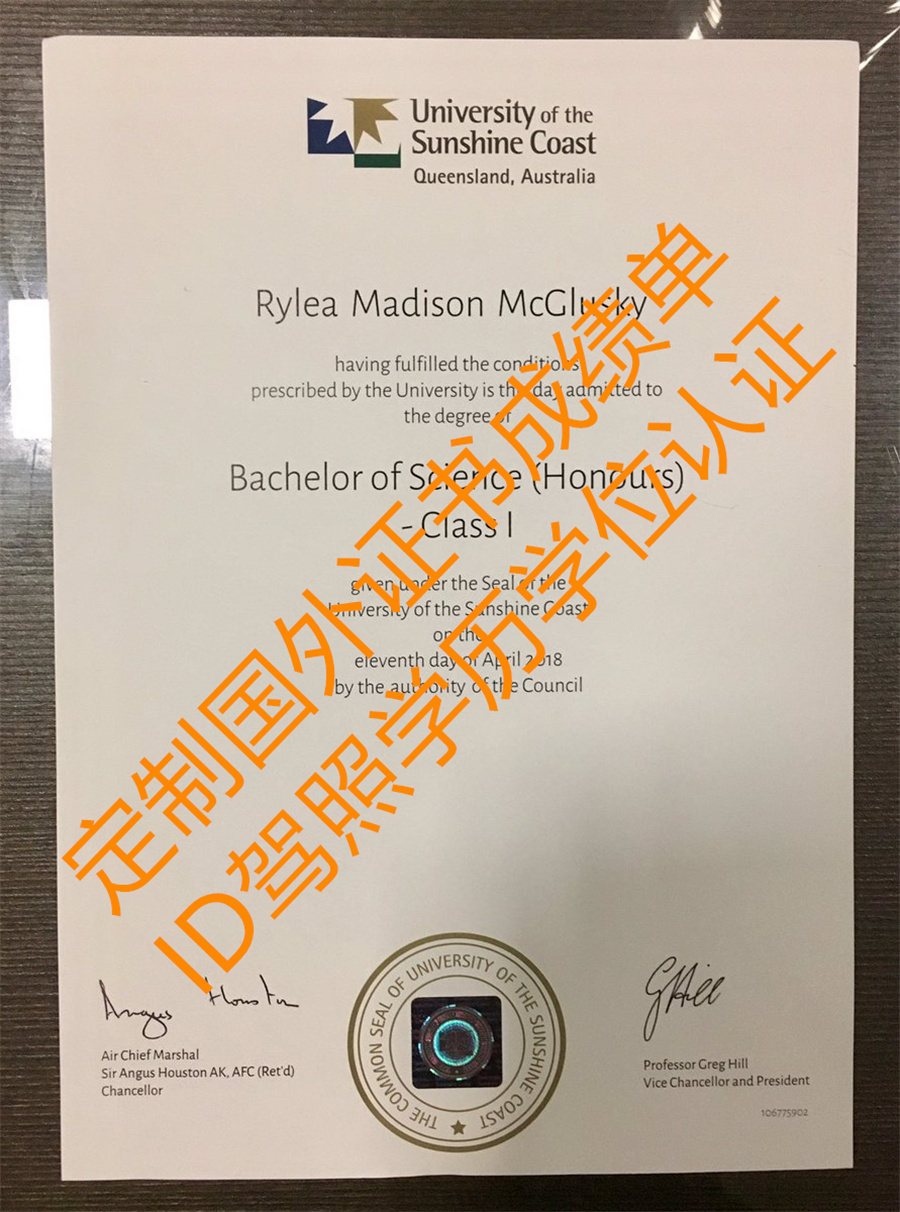 University of the
Sunshine Coast
Queensland, Australia
Rylea Madison McGlusky
having fulfilled the conditions
prescribed by the University is this day admitted to
the degree of
Bachelor of Science (Honours)
- Class I
given under the Seal of the
University of the Sunshine Coast
on the
eleventh day of April 2018
by the authority of the Council
定制国外证书成绩单
ID驾照学历学位认证
Angus Houston
Air Chief Marshal
Sir Angus Houston AK, AFC (Ret'd)
Chancellor
THE COMMON SEAL OF UNIVERSITY OF THE SUNSHINE COAST
GHill
Professor Greg Hill
Vice Chancellor and President
106775902